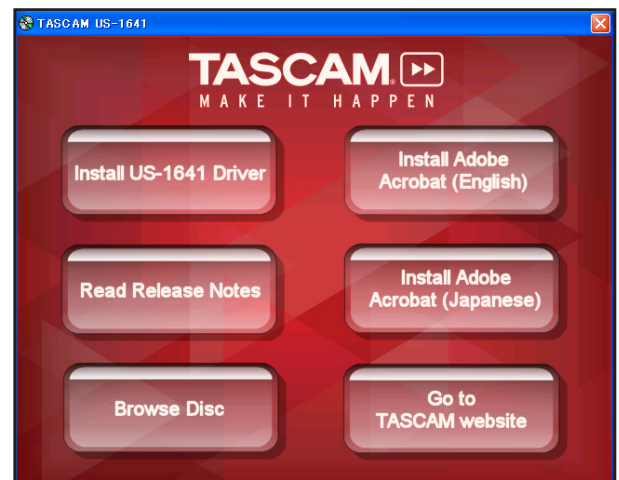 TASCAM US-1641
TASCAM
MAKE IT HAPPEN
Install US-1641 Driver
Install Adobe
Acrobat (English)
Read Release Notes
Install Adobe
Acrobat (Japanese)
Browse Disc
Go to
TASCAM website